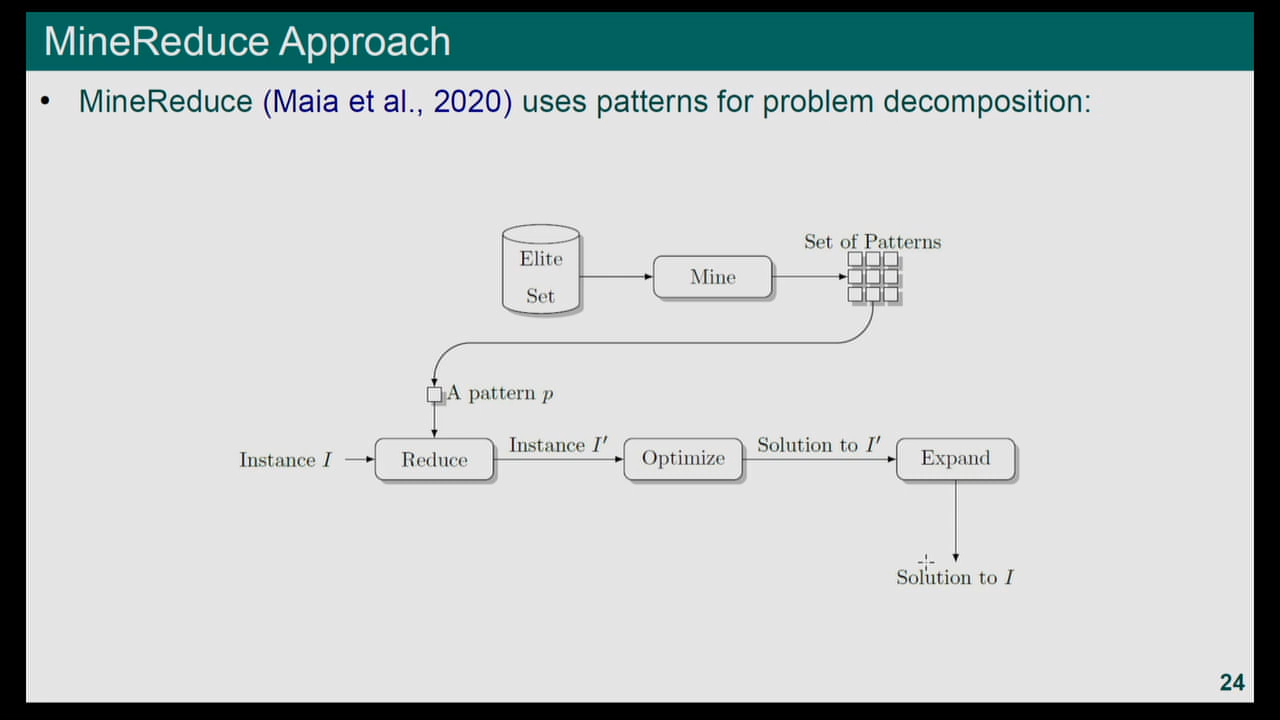 MineReduce Approach
• MineReduce (Maia et al., 2020) uses patterns for problem decomposition:
Set of Patterns
Elite
Set
Mine
A pattern p
Instance I
Reduce
Instance I′
Optimize
Solution to I′
Expand
Solution to I
24